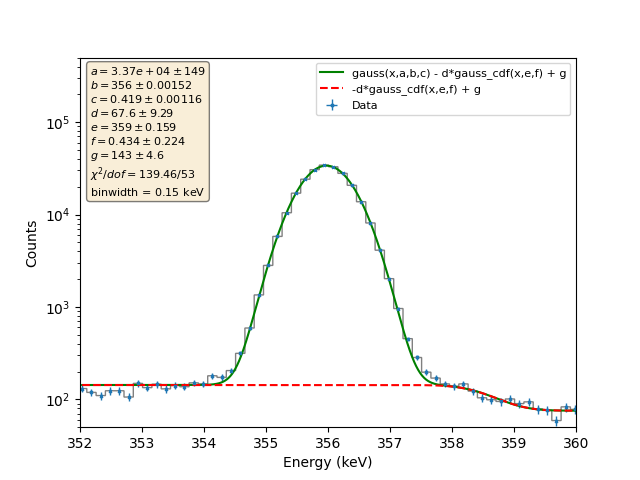 a = 3.37e + 04 ± 149
b = 356 ± 0.00152
c = 0.419 ± 0.00116
d = 67.6 ± 9.29
e = 359 ± 0.159
f = 0.434 ± 0.224
g = 143 ± 4.6
χ²/dof = 139.46/53
binwidth = 0.15 keV
gauss(x,a,b,c) - d*gauss_cdf(x,e,f) + g
-d*gauss_cdf(x,e,f) + g
Data
10⁵
10⁴
10³
10²
Counts
352 353 354 355 356 357 358 359 360
Energy (keV)